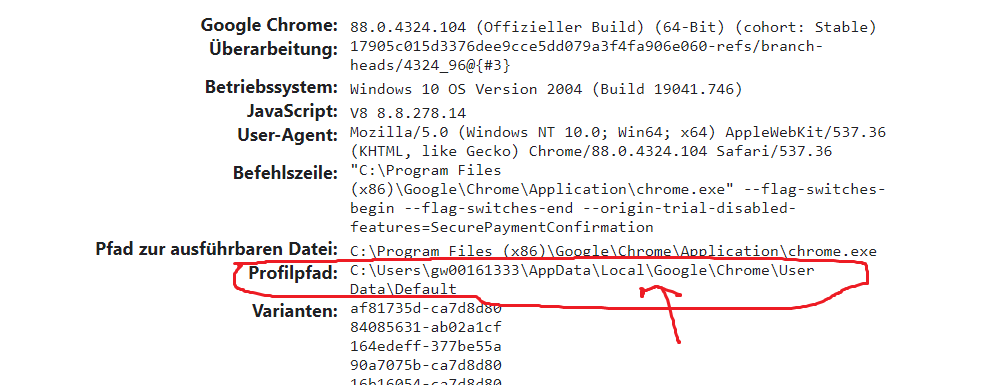 Google Chrome: 88.0.4324.104 (Offizieller Build) (64-Bit) (cohort: Stable)
Überarbeitung: 17905c015d3376dee9cce5dd079a3f4fa906e060-refs/branch-
heads/4324_96@{#3}
Betriebssystem: Windows 10 OS Version 2004 (Build 19041.746)
JavaScript: V8 8.8.278.14
User-Agent: Mozilla/5.0 (Windows NT 10.0; Win64; x64) AppleWebKit/537.36
(KHTML, like Gecko) Chrome/88.0.4324.104 Safari/537.36
Befehlszeile: "C:\Program Files
(x86)\Google\Chrome\Application\chrome.exe" --flag-switches-
begin --flag-switches-end --origin-trial-disabled-
features=SecurePaymentConfirmation
Pfad zur ausführbaren Datei: C:\Program Files (x86)\Google\Chrome\Application\chrome.exe
Profilpfad: C:\Users\gw00161333\AppData\Local\Google\Chrome\User
Data\Default
Varianten: af81735d-ca7d8d80
84085631-ab02a1cf
164edeff-377be55a
90a7075b-ca7d8d80
16b16054-ca7d8d80